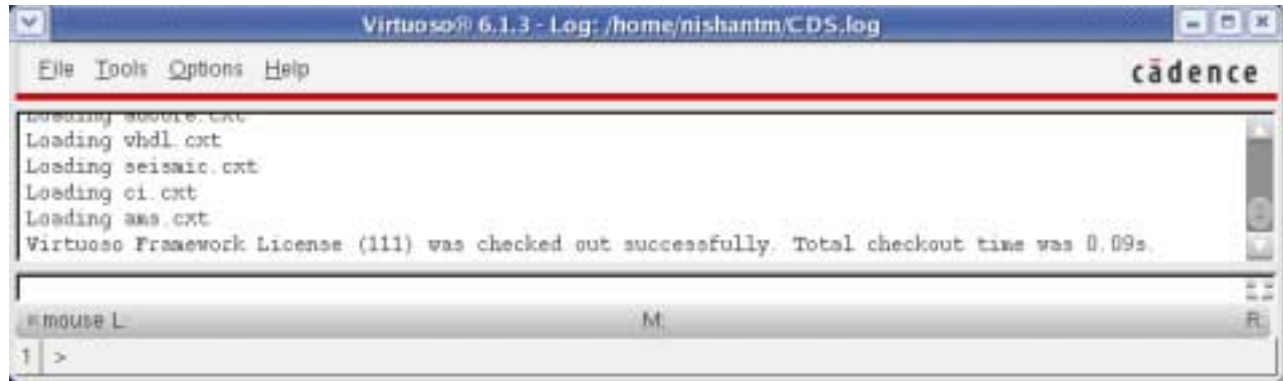 Virtuoso® 6.1.3 - Log: /home/nishantm/CDS.log
File Tools Options Help
cādence
Loading
Loading vhdl.cxt
Loading seismic.cxt
Loading ci.cxt
Loading ams.cxt
Virtuoso Framework License (111) was checked out successfully. Total checkout time was 0.09s.
mouse L: M: R:
1 >